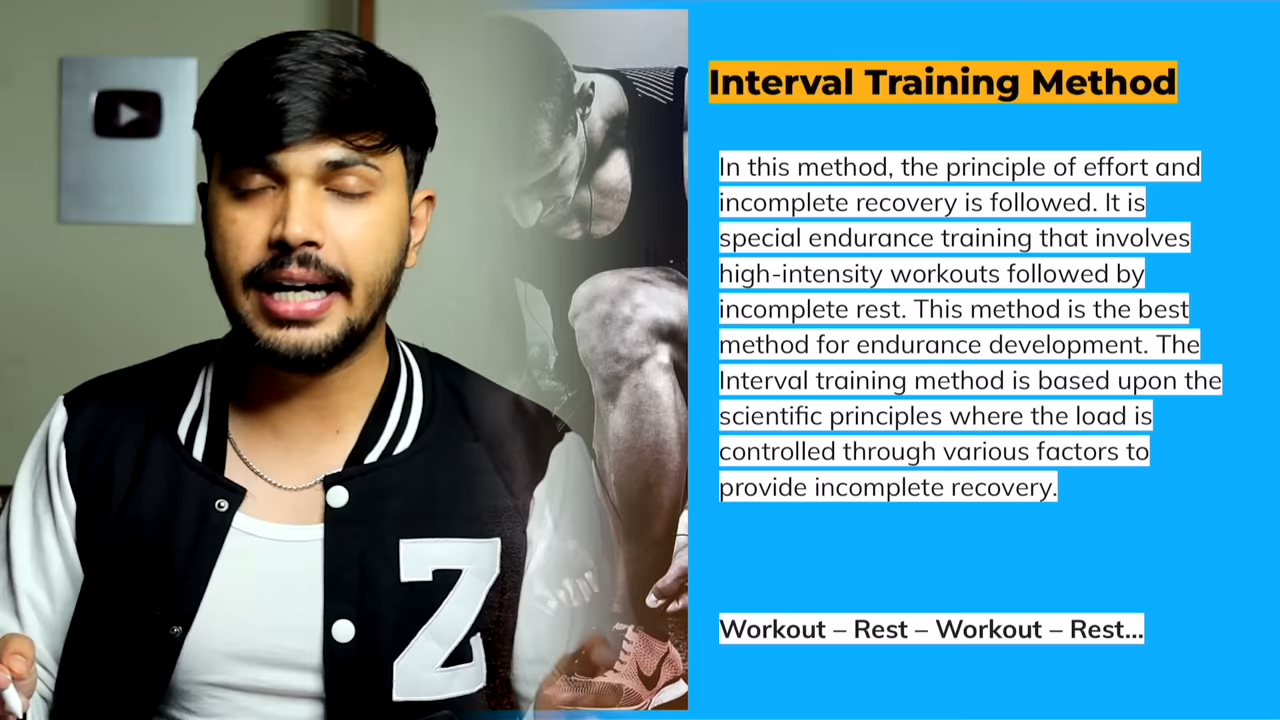 Interval Training Method
In this method, the principle of effort and
incomplete recovery is followed. It is
special endurance training that involves
high-intensity workouts followed by
incomplete rest. This method is the best
method for endurance development. The
Interval training method is based upon the
scientific principles where the load is
controlled through various factors to
provide incomplete recovery.
Workout – Rest – Workout – Rest...
Z